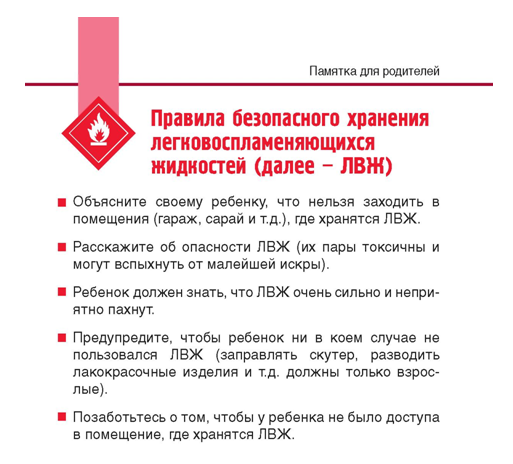 Памятка для родителей
Правила безопасного хранения
легковоспламеняющихся
жидкостей (далее – ЛВЖ)
Объясните своему ребенку, что нельзя заходить в
помещения (гараж, сарай и т.д.), где хранятся ЛВЖ.
Расскажите об опасности ЛВЖ (их пары токсичны и
могут вспыхнуть от малейшей искры).
Ребенок должен знать, что ЛВЖ очень сильно и непри-
ятно пахнут.
Предупредите, чтобы ребенок ни в коем случае не
пользовался ЛВЖ (заправлять скутер, разводить
лакокрасочные изделия и т.д. должны только взрос-
лые).
Позаботьтесь о том, чтобы у ребенка не было доступа
в помещение, где хранятся ЛВЖ.